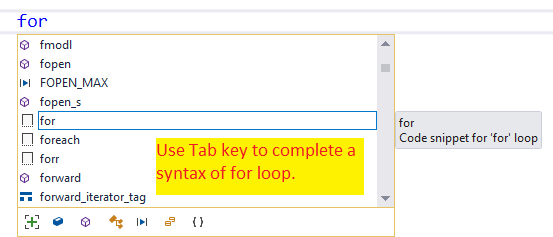 for
fmodl
fopen
FOPEN_MAX
fopen_s
for
foreach
forr
forward
forward_iterator_tag
for
Code snippet for 'for' loop
Use Tab key to complete a
syntax of for loop.
{ }